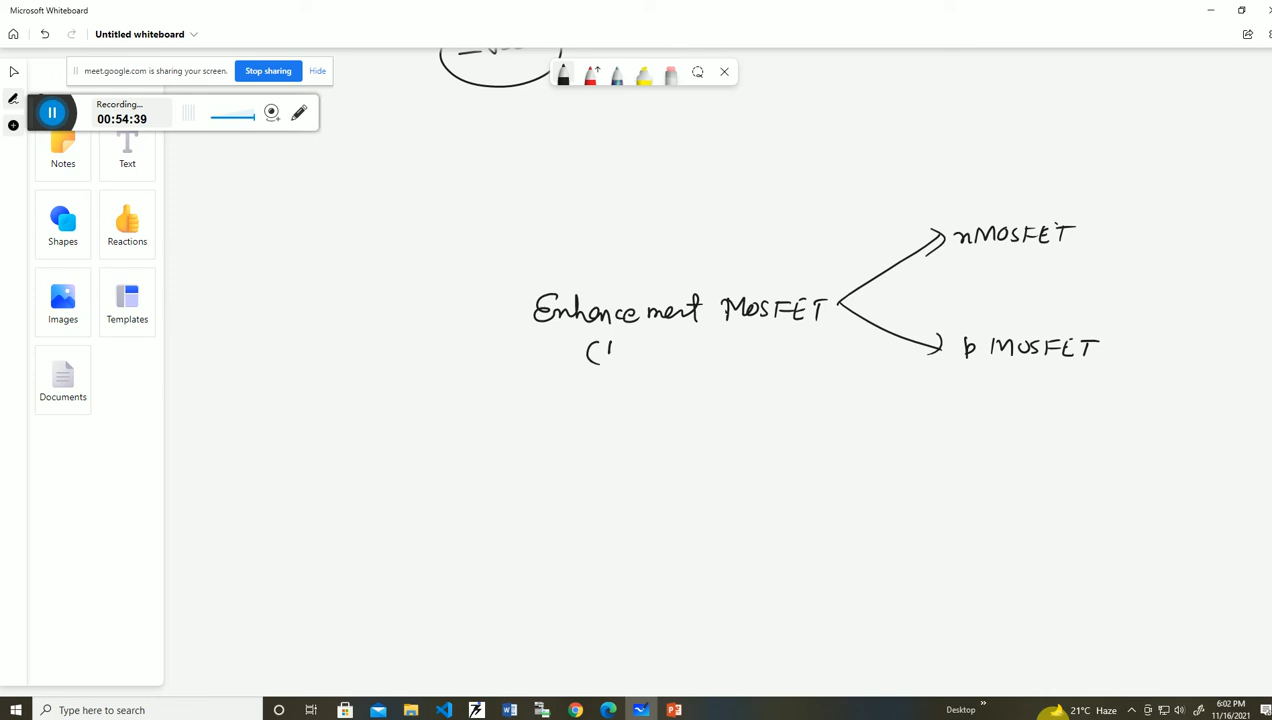 Microsoft Whiteboard
Untitled whiteboard
meet.google.com is sharing your screen.
Stop sharing
Hide
Recording...
00:54:39
Notes
Text
Shapes
Reactions
Images
Templates
Documents
nMOSFET
Enhancement MOSFET
p MOSFET
(
Type here to search
Desktop
21°C Haze
6:02 PM
11/16/2021